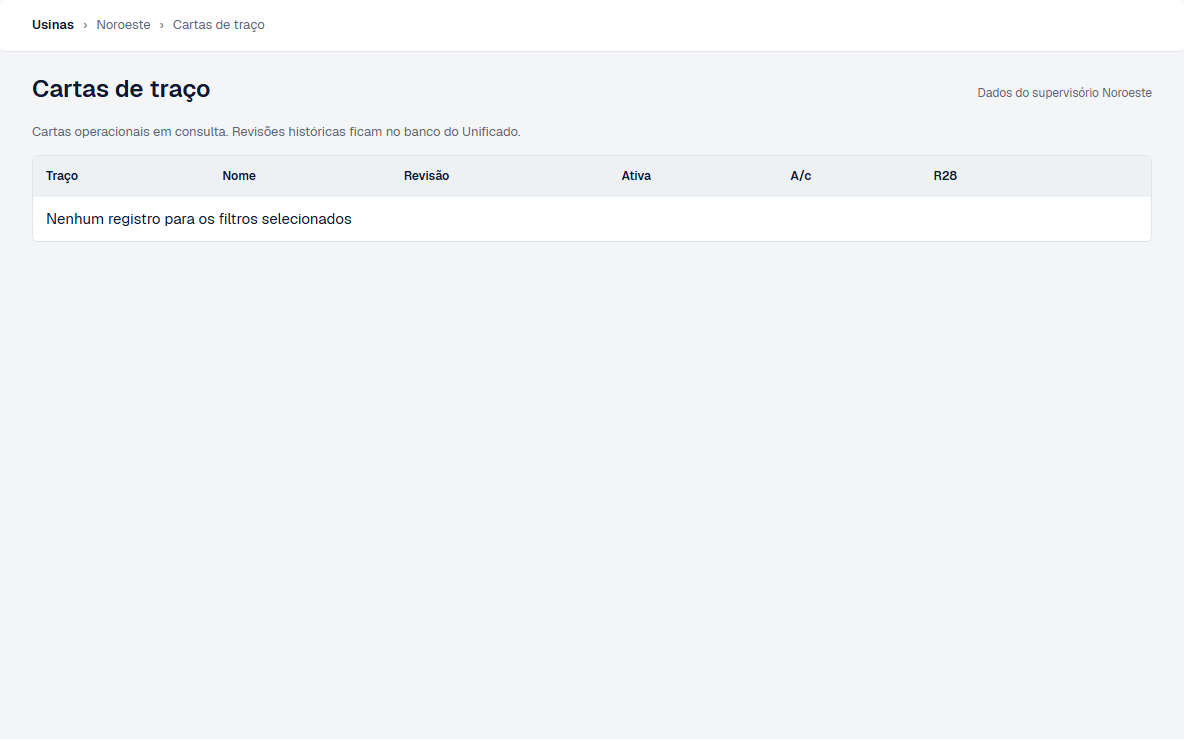 Usinas › Noroeste › Cartas de traço
Cartas de traço
Dados do supervisório Noroeste
Cartas operacionais em consulta. Revisões históricas ficam no banco do Unificado.
Traço Nome Revisão Ativa A/c R28
Nenhum registro para os filtros selecionados